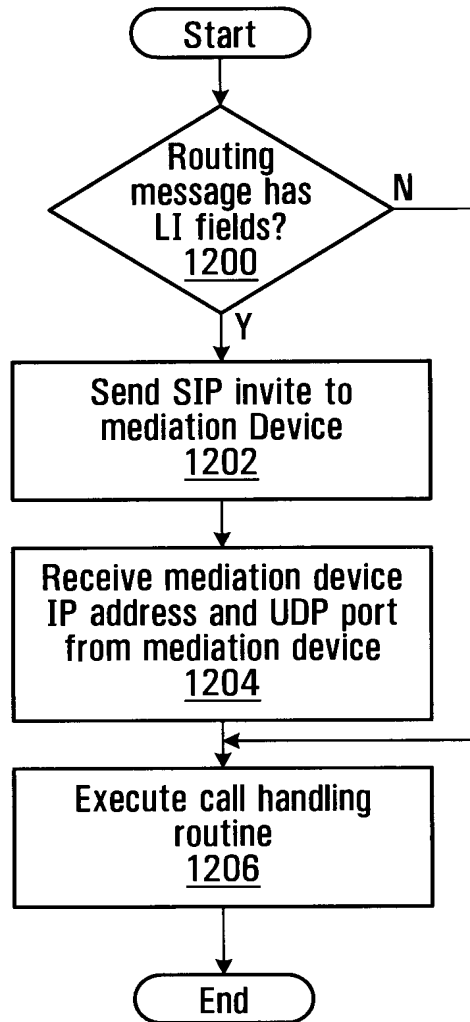 Start
Routing
message has
LI fields?
1200
N
Y
Send SIP invite to
mediation Device
1202
Receive mediation device
IP address and UDP port
from mediation device
1204
Execute call handling
routine
1206
End